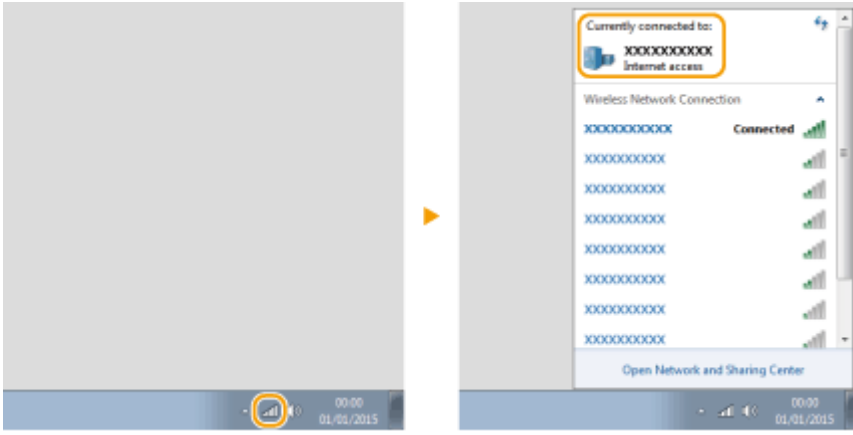 00:00
01/01/2015
Currently connected to:
XXXXXXXXXX
Internet access
Wireless Network Connection
XXXXXXXXXX Connected
XXXXXXXXXX
XXXXXXXXXX
XXXXXXXXXX
XXXXXXXXXX
XXXXXXXXXX
XXXXXXXXXX
XXXXXXXXXX
Open Network and Sharing Center
00:00
01/01/2015